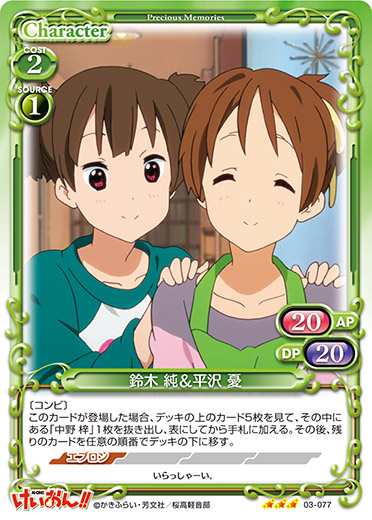 Precious Memories
Character
COST
2
SOURCE
1
20 AP
DP 20
鈴木 純&平沢 憂
[コンビ]
このカードが登場した場合、デッキの上のカード5枚を見て、その中に
ある「中野 梓」1枚を抜き出し、表にしてから手札に加える。その後、残
りのカードを任意の順番でデッキの下に移す。
エプロン
いらっしゃーい。
けいおん!!
©かきふらい・芳文社/桜高軽音部
★★★ 03-077